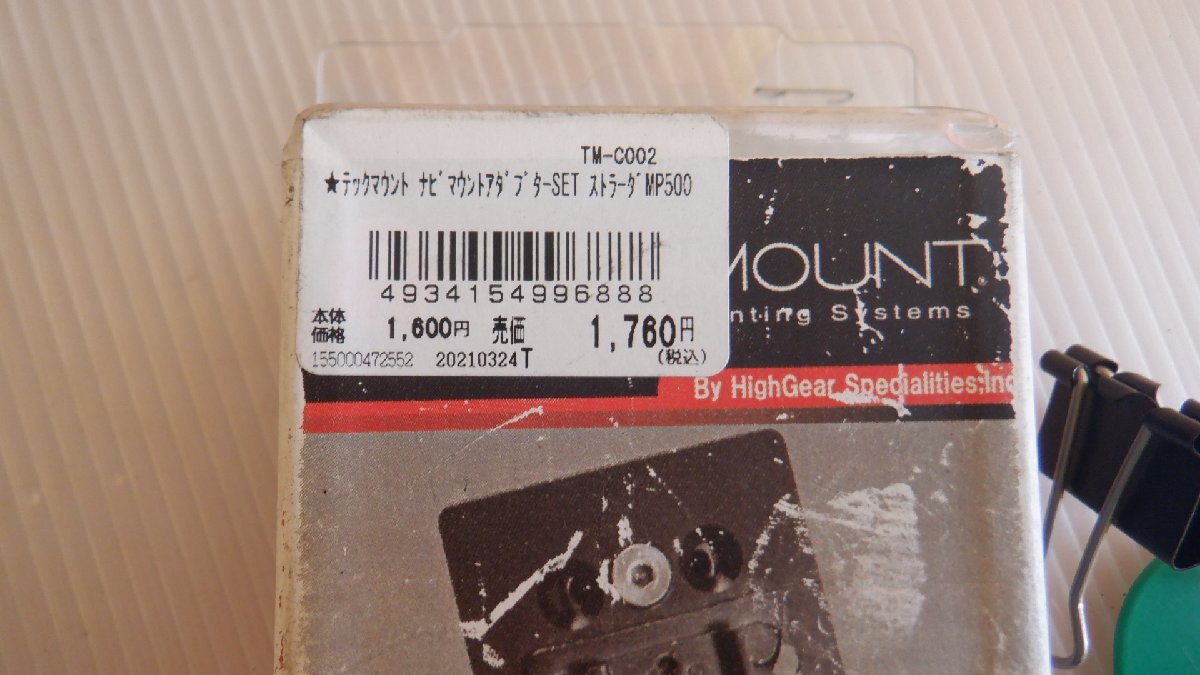 TM-C002
★テックマウント ナビマウントアダプターSET ストラーダMP500
4934154996888
本体価格 1,600円 売価 1,760円
(税込)
155000472552 20210324T
MOUNT
nting Systems
By HighGear Specialities Inc